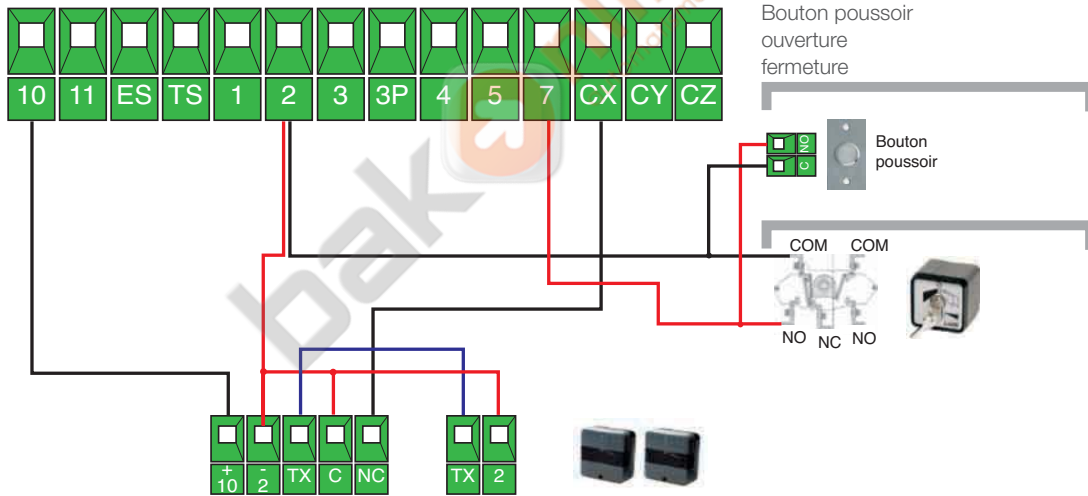 Bouton poussoir
ouverture
fermeture
10 11 ES TS 1 2 3 3P 4 5 7 CX CY CZ
NO
C
Bouton
poussoir
COM COM
NO NC NO
+ - TX C NC TX 2
10 2
bak